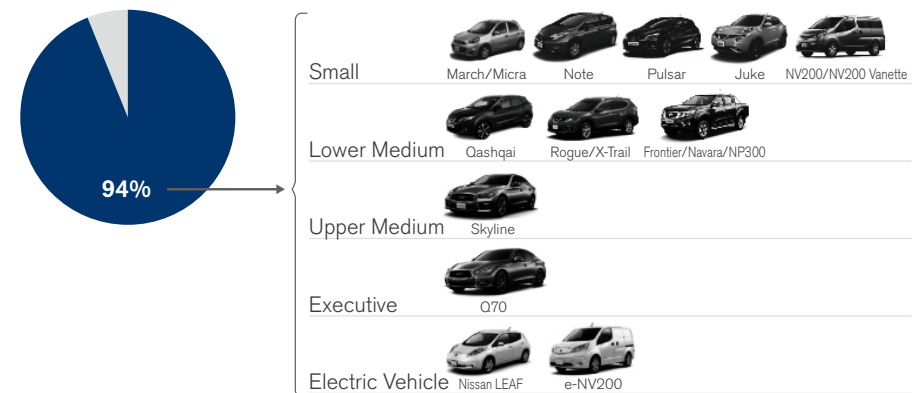 94%
Small
March/Micra Note Pulsar Juke NV200/NV200 Vanette
Lower Medium
Qashqai Rogue/X-Trail Frontier/Navara/NP300
Upper Medium
Skyline
Executive
Q70
Electric Vehicle
Nissan LEAF e-NV200